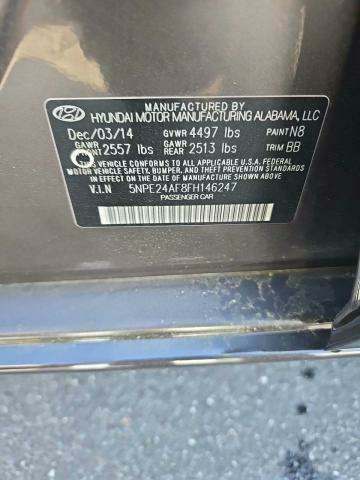 MANUFACTURED BY
HYUNDAI MOTOR MANUFACTURING ALABAMA, LLC
Dec/03/14 GVWR 4497 lbs PAINT N8
GAWR FRONT 2557 lbs GAWR REAR 2513 lbs TRIM BB
THIS VEHICLE CONFORMS TO ALL APPLICABLE U.S.A. FEDERAL
MOTOR VEHICLE SAFETY, BUMPER, AND THEFT PREVENTION
STANDARDS IN EFFECT ON THE DATE OF MANUFACTURE SHOWN ABOVE.
V.I.N 5NPE24AF8FH146247
PASSENGER CAR